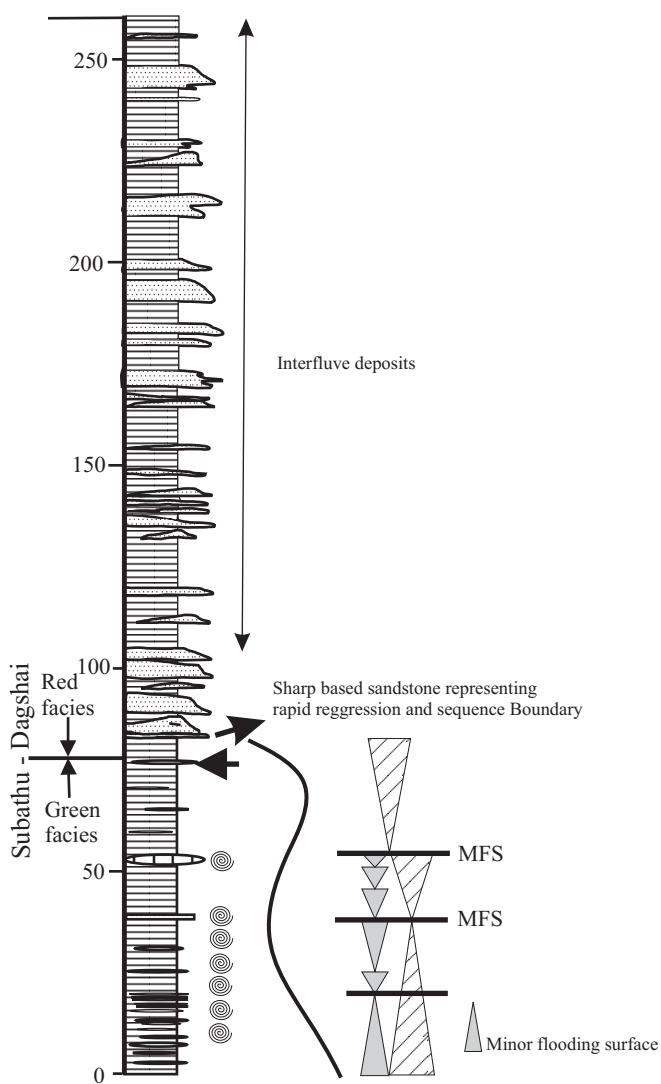 250
200
Interfluve deposits
150
100
Sharp based sandstone representing
rapid reggression and sequence Boundary
Red
facies
Subathu - Dagshai
Green
facies
MFS
50
MFS
Minor flooding surface
0